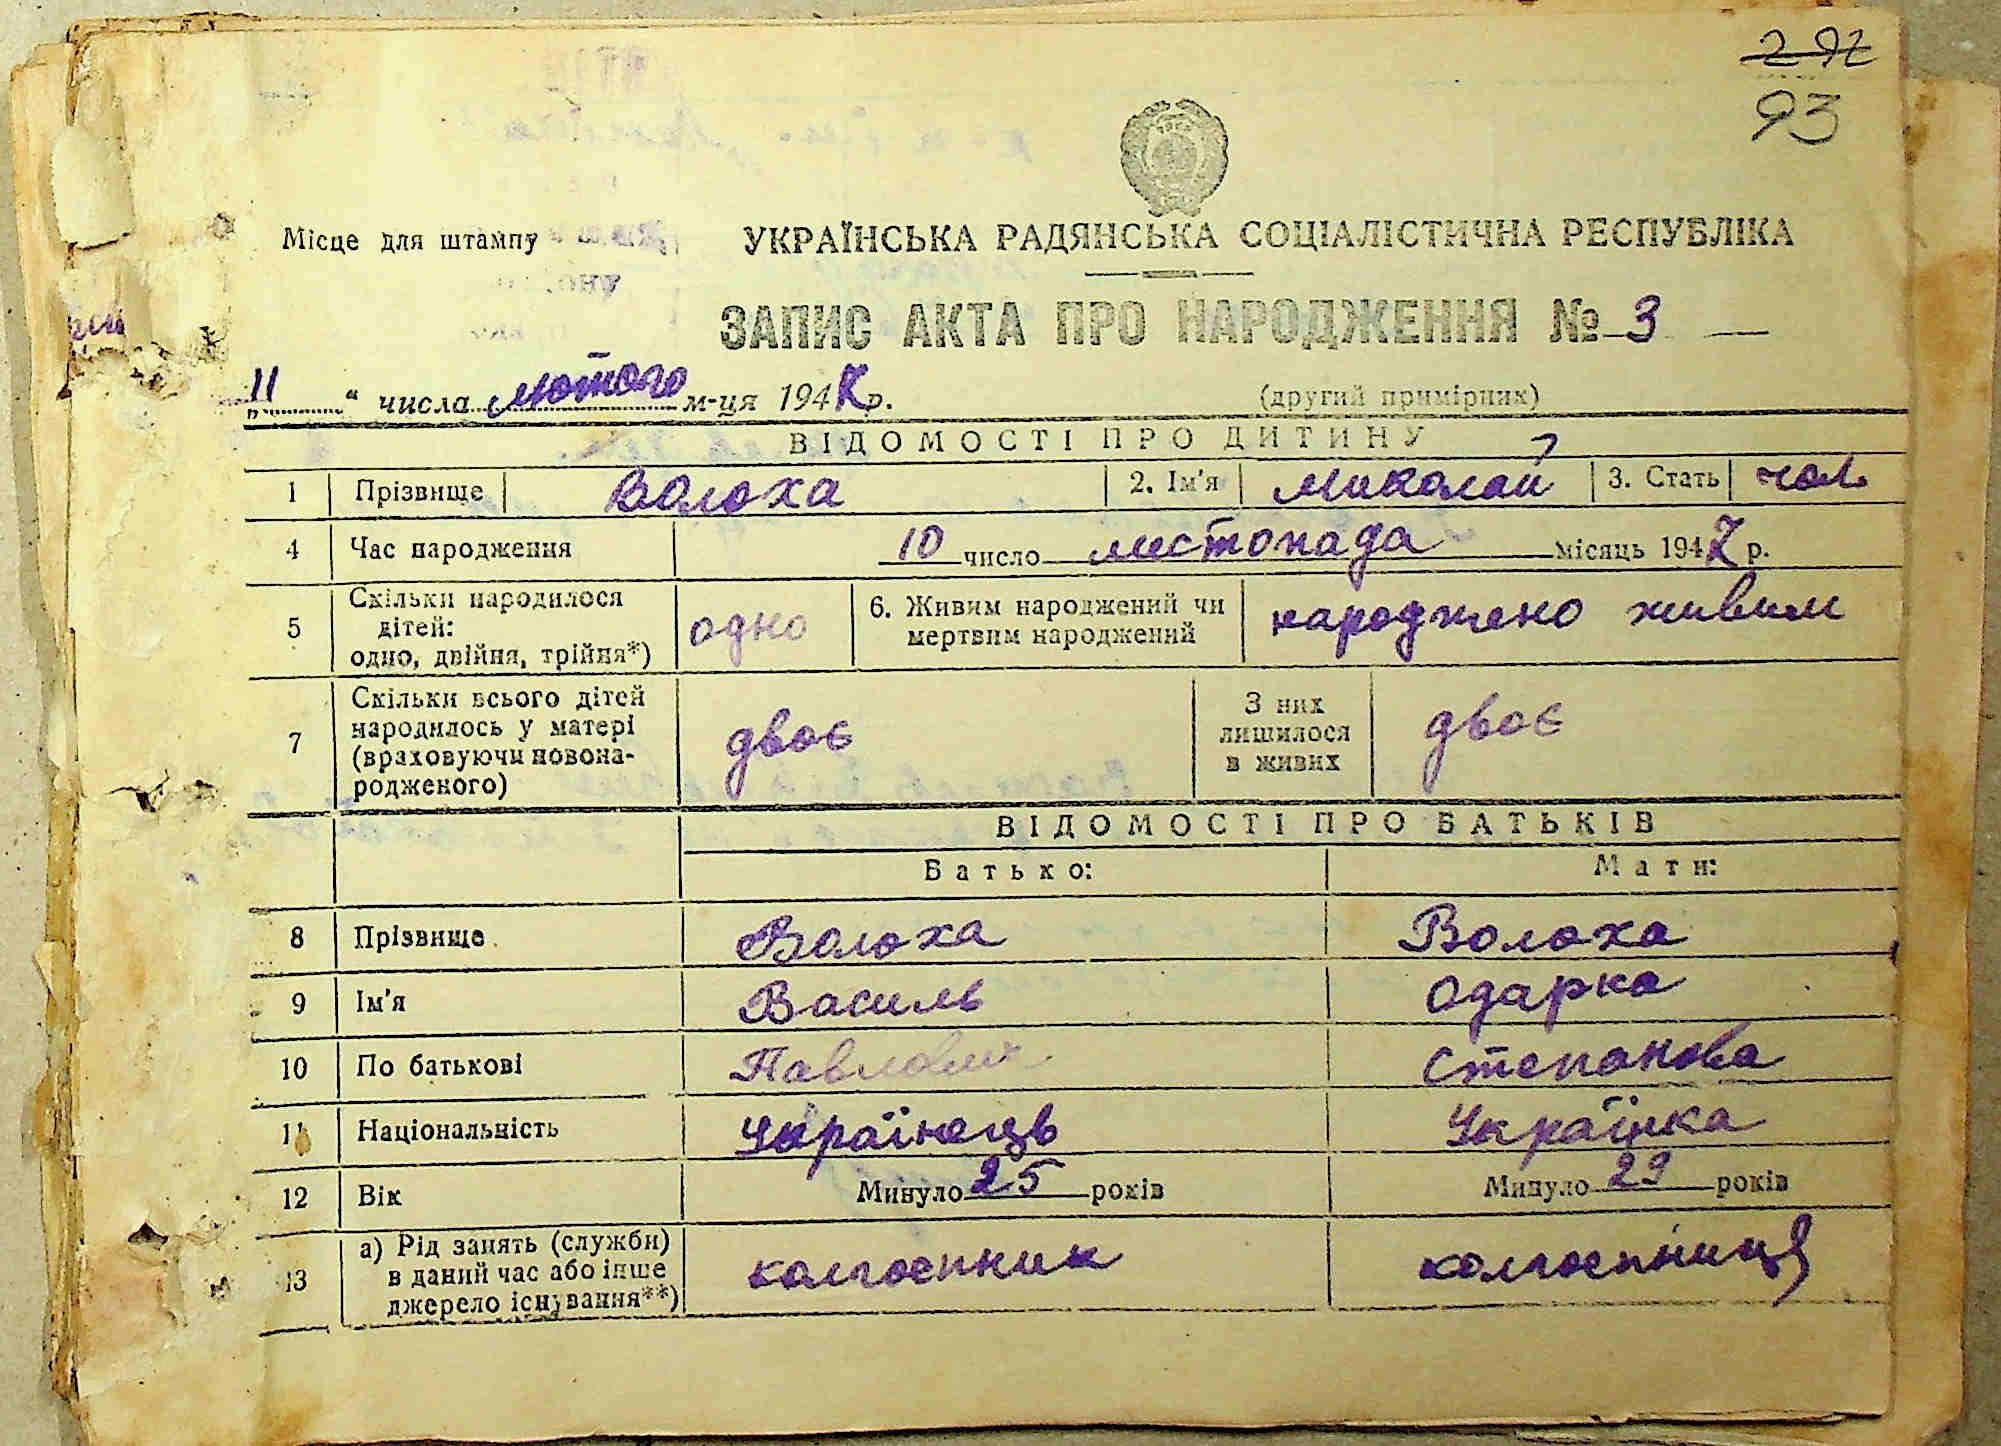 292
93
Місце для штампу
УКРАЇНСЬКА РАДЯНСЬКА СОЦІАЛІСТИЧНА РЕСПУБЛІКА
ЗАПИС АКТА ПРО НАРОДЖЕННЯ № 3
„11“ числа лютого м-ця 194 р.
(другий примірник)
ВІДОМОСТІ ПРО ДИТИНУ
1 Прізвище Волоха 2. Ім'я Миколай 3. Стать чол
4 Час народження 10 число листопада місяць 1947 р.
5 Скільки народилося дітей: одно, двійня, трійня*) одно 6. Живим народжений чи мертвим народжений народжено живим
7 Скільки всього дітей народилось у матері (враховуючи новонародженого) двоє З них лишилося в живих двоє
ВІДОМОСТІ ПРО БАТЬКІВ
Батько: Мати:
8 Прізвище Волоха Волоха
9 Ім'я Василь Одарка
10 По батькові Павлович Степанова
11 Національність Українець Українка
12 Вік Минуло 25 років Минуло 29 років
13 а) Рід занять (служби) в даний час або інше джерело існування**) колгоспник колгоспниця